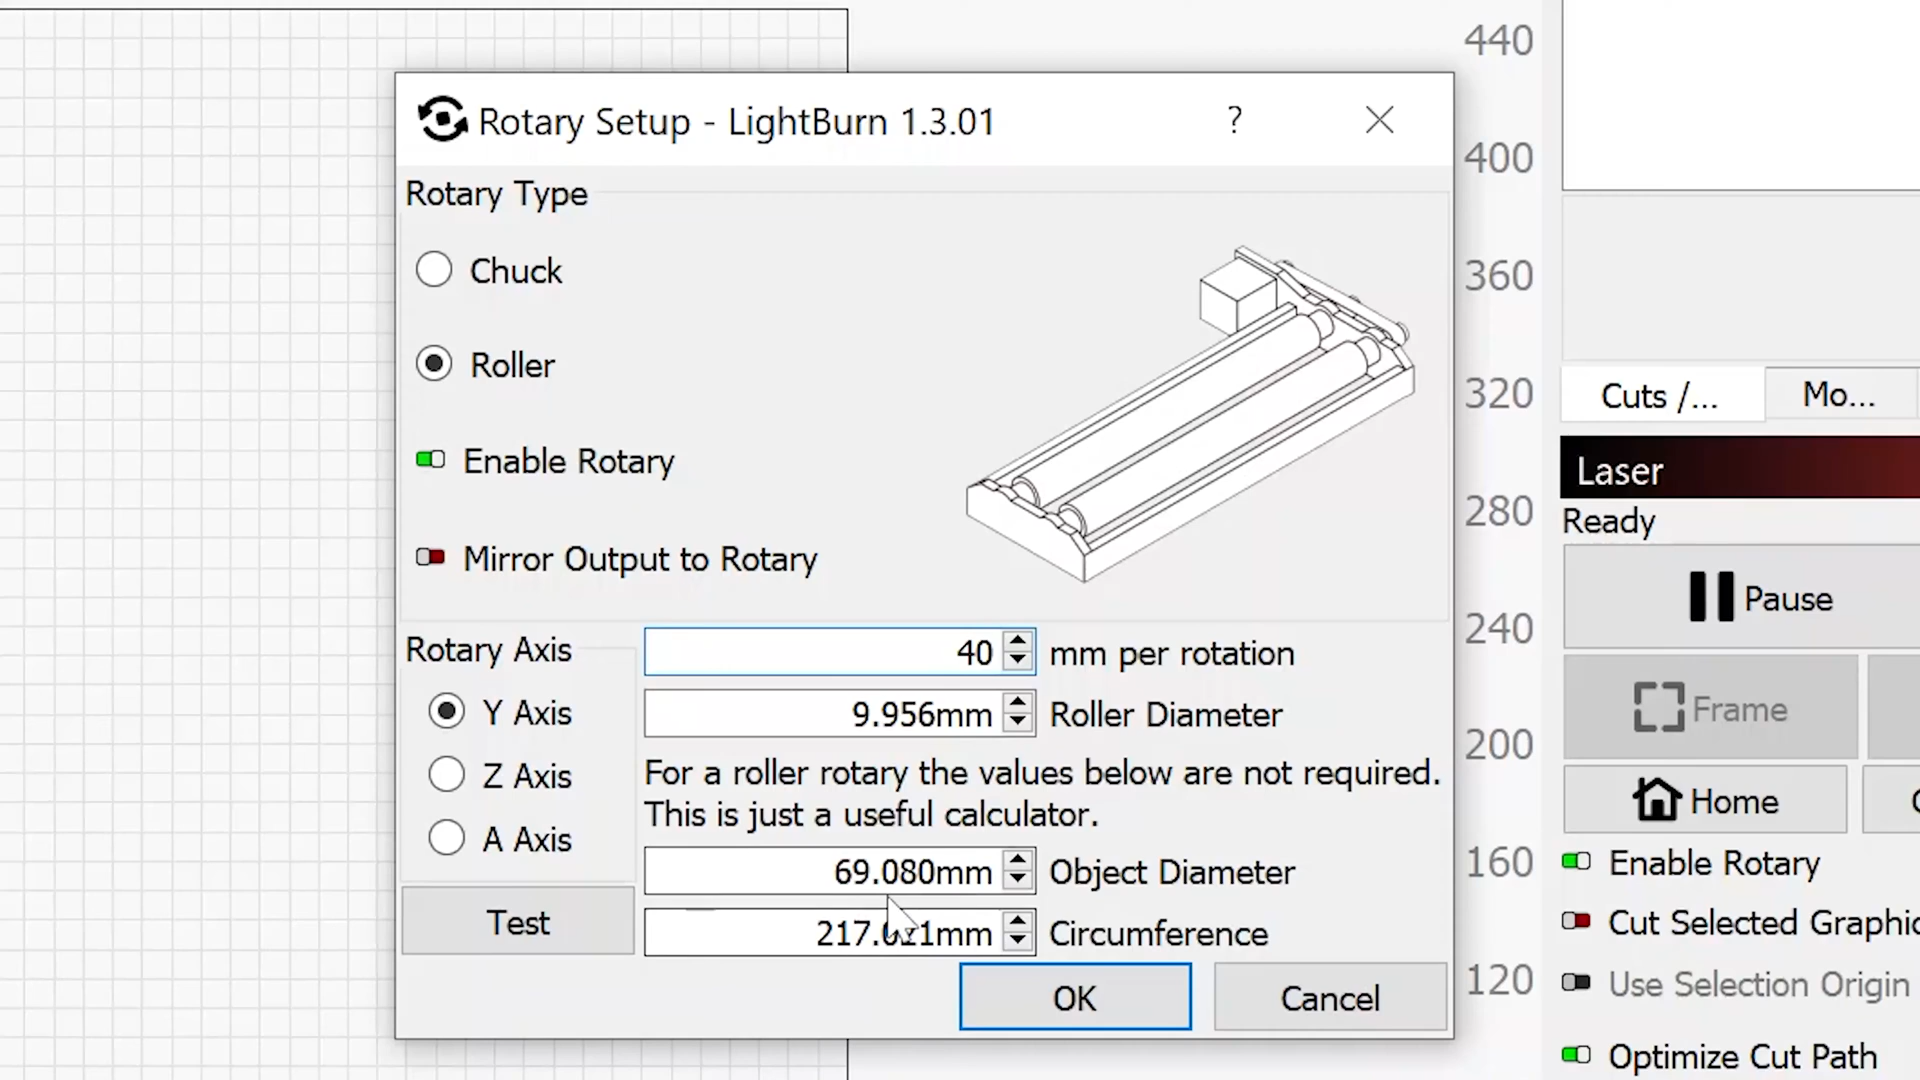 Rotary Setup - LightBurn 1.3.01
?
Rotary Type
Chuck
Roller
Enable Rotary
Mirror Output to Rotary
Rotary Axis
Y Axis
Z Axis
A Axis
Test
40 mm per rotation
9.956mm Roller Diameter
For a roller rotary the values below are not required.
This is just a useful calculator.
69.080mm Object Diameter
Circumference
OK
Cancel
440
400
360
320
280
240
200
160
120
Cuts /...
Mo...
Laser
Ready
Pause
Frame
Home
Enable Rotary
Cut Selected Graphic
Use Selection Origin
Optimize Cut Path